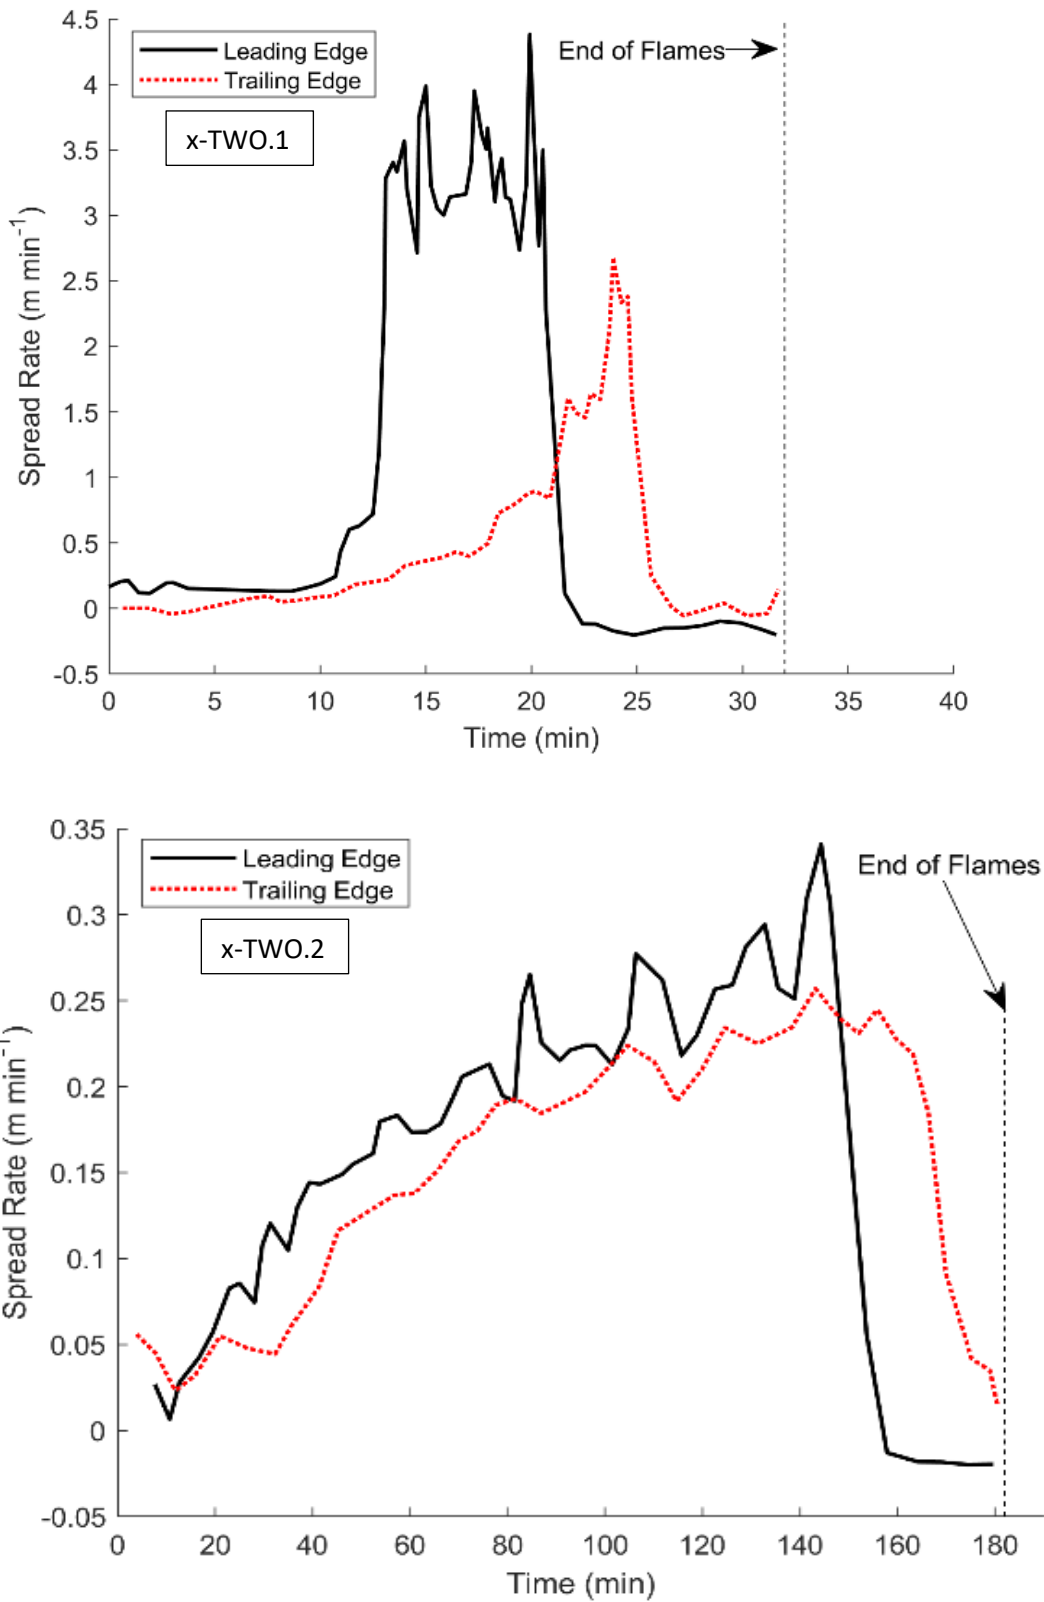 4.5
Leading Edge
Trailing Edge
End of Flames
x-TWO.1
4
3.5
3
2.5
2
1.5
1
0.5
0
-0.5
Spread Rate (m min⁻¹)
0 5 10 15 20 25 30 35 40
Time (min)
0.35
Leading Edge
Trailing Edge
End of Flames
x-TWO.2
0.3
0.25
0.2
0.15
0.1
0.05
0
-0.05
Spread Rate (m min⁻¹)
0 20 40 60 80 100 120 140 160 180
Time (min)